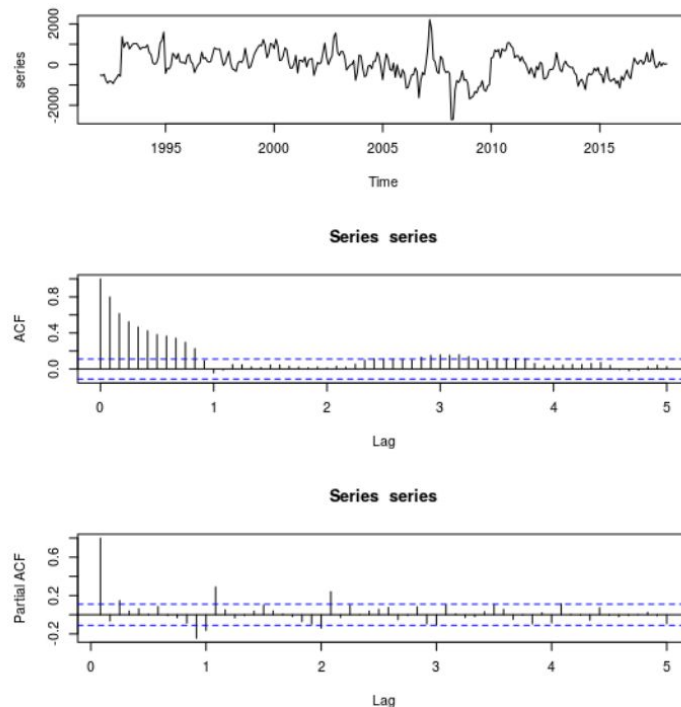 series
2000
0
-2000
1995 2000 2005 2010 2015
Time
Series series
ACF
0.8
0.4
0.0
0 1 2 3 4 5
Lag
Series series
Partial ACF
0.6
0.2
-0.2
0 1 2 3 4 5
Lag